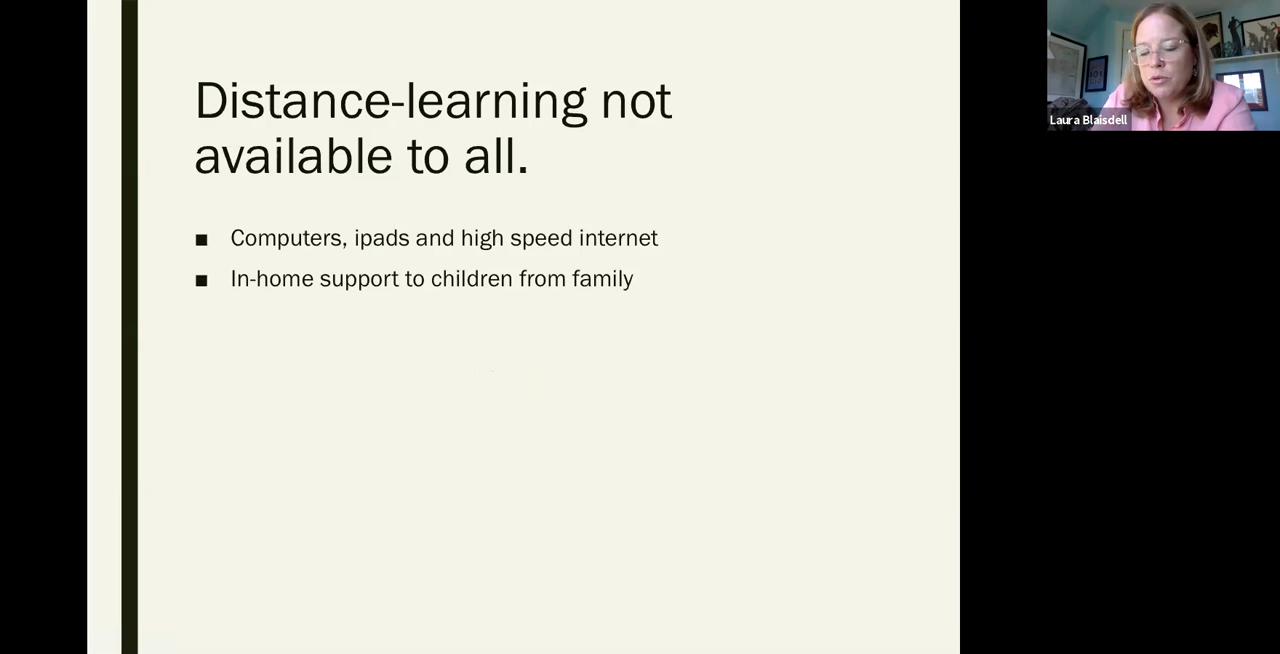 Distance-learning not
available to all.
■ Computers, ipads and high speed internet
■ In-home support to children from family
Laura Blaisdell